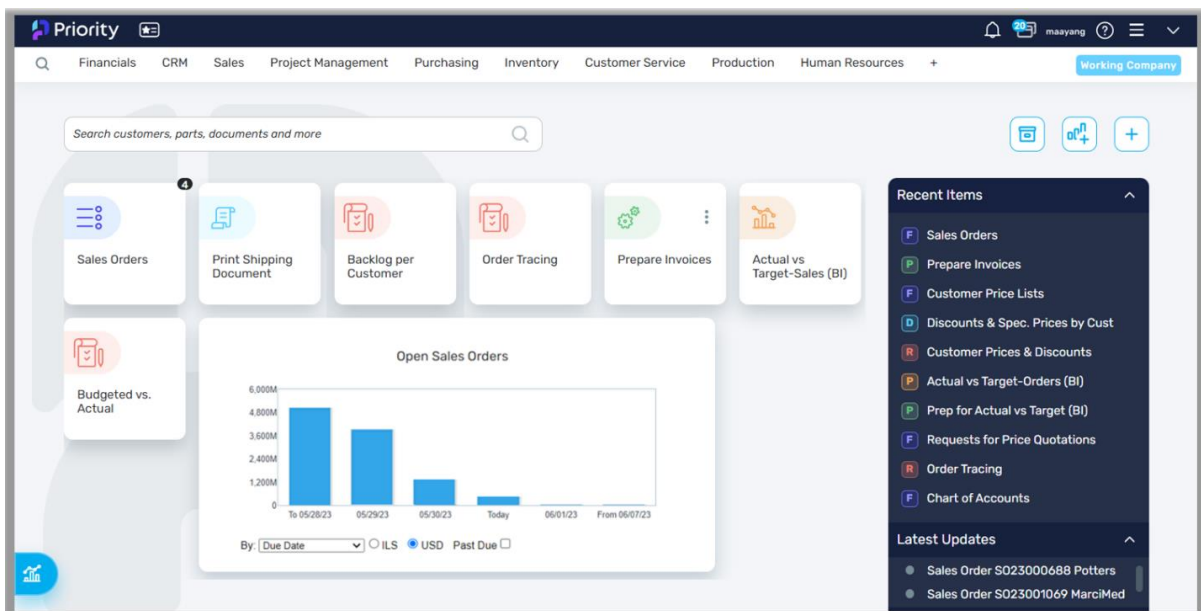 Priority
20
maayang
Financials CRM Sales Project Management Purchasing Inventory Customer Service Production Human Resources +
Working Company
Search customers, parts, documents and more
4
Sales Orders
Print Shipping
Document
Backlog per
Customer
Order Tracing
Prepare Invoices
Actual vs
Target-Sales (BI)
Budgeted vs.
Actual
Open Sales Orders
6,000M
4,800M
3,600M
2,400M
1,200M
0
To 05/28/23 05/29/23 05/30/23 Today 06/01/23 From 06/07/23
By: Due Date ILS USD Past Due
Recent Items
F Sales Orders
P Prepare Invoices
F Customer Price Lists
D Discounts & Spec. Prices by Cust
R Customer Prices & Discounts
P Actual vs Target-Orders (BI)
P Prep for Actual vs Target (BI)
F Requests for Price Quotations
R Order Tracing
F Chart of Accounts
Latest Updates
Sales Order SO23000688 Potters
Sales Order SO23001069 MarciMed